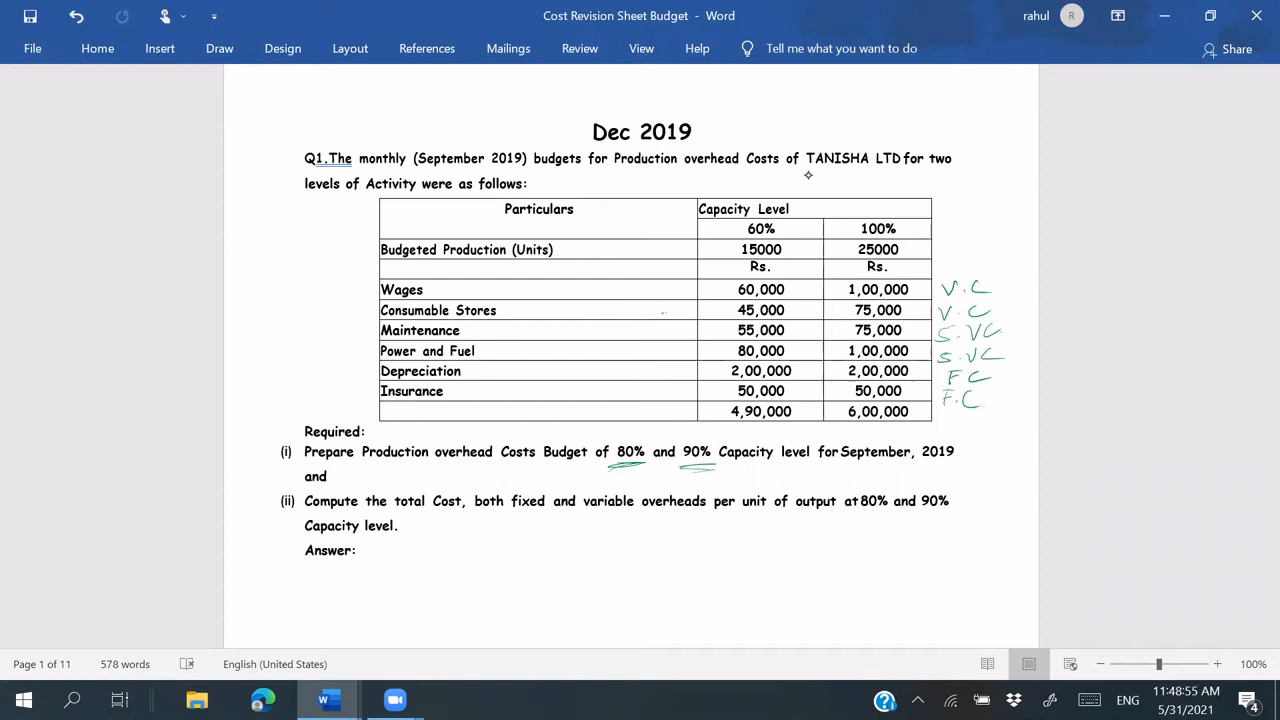 Cost Revision Sheet Budget - Word
rahul R
File Home Insert Draw Design Layout References Mailings Review View Help Tell me what you want to do Share
Dec 2019
Q1.The monthly (September 2019) budgets for Production overhead Costs of TANISHA LTD for two
levels of Activity were as follows:
Particulars Capacity Level
60% 100%
Budgeted Production (Units) 15000 25000
Rs. Rs.
Wages 60,000 1,00,000 V.C
Consumable Stores 45,000 75,000 V.C
Maintenance 55,000 75,000 S.VC
Power and Fuel 80,000 1,00,000 S.VC
Depreciation 2,00,000 2,00,000 FC
Insurance 50,000 50,000 F.C.
4,90,000 6,00,000
Required:
(i) Prepare Production overhead Costs Budget of 80% and 90% Capacity level for September, 2019
and
(ii) Compute the total Cost, both fixed and variable overheads per unit of output at 80% and 90%
Capacity level.
Answer:
Page 1 of 11 578 words English (United States) 100%
ENG 11:48:55 AM
5/31/2021 4